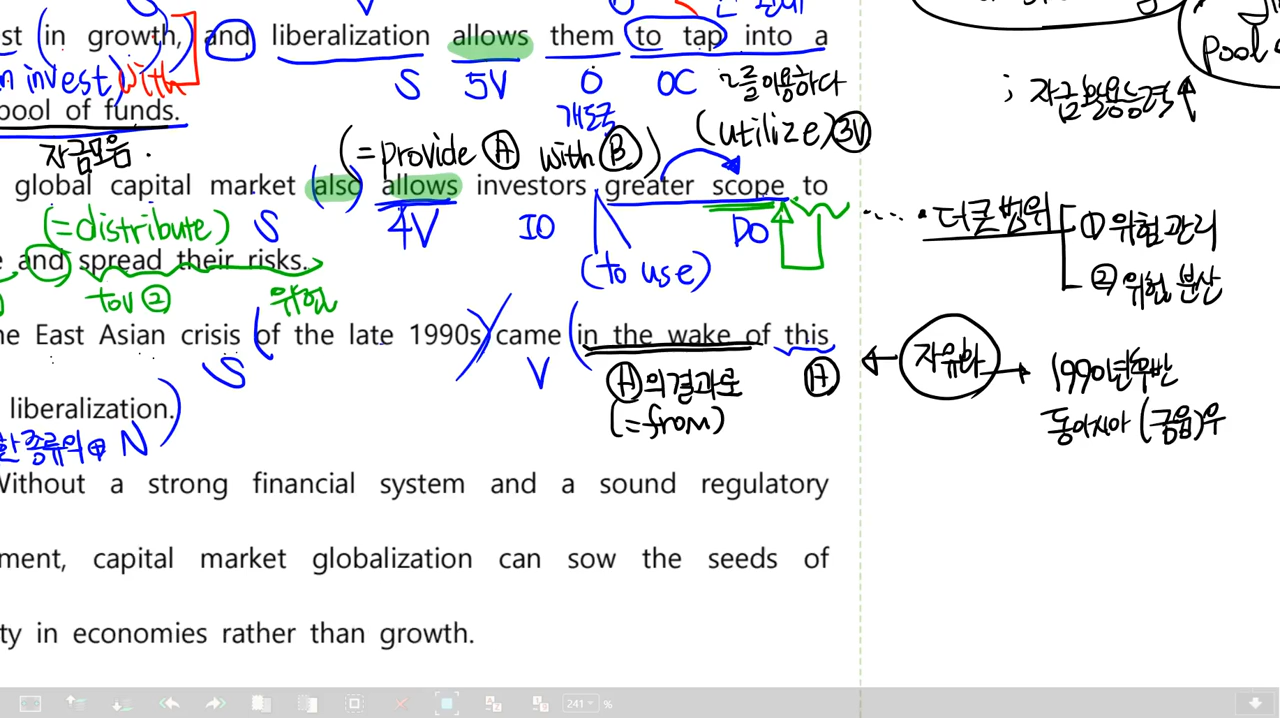 st in growth, and liberalization allows them to tap into a
n invest) with S 5V O OC 를이용하다
pool of funds. 개도국 ; 자금활용능력↑
자금모음. (=provide Ⓐ with Ⓑ) (utilize) 3V pool
global capital market (also) allows investors greater scope to
(=distribute) S 4V IO DO ....· 더큰범위 ① 위험관리
and spread their risks. (to use) ② 위험 분산
toV ② 위험
ne East Asian crisis (of the late 1990s) came (in the wake of this
S V Ⓐ의결과로 Ⓐ ← 자유화 → 1990년후반
liberalization.) (=from) 동아시아 (금융)
종류의 N
Without a strong financial system and a sound regulatory
ment, capital market globalization can sow the seeds of
ty in economies rather than growth.
241 %